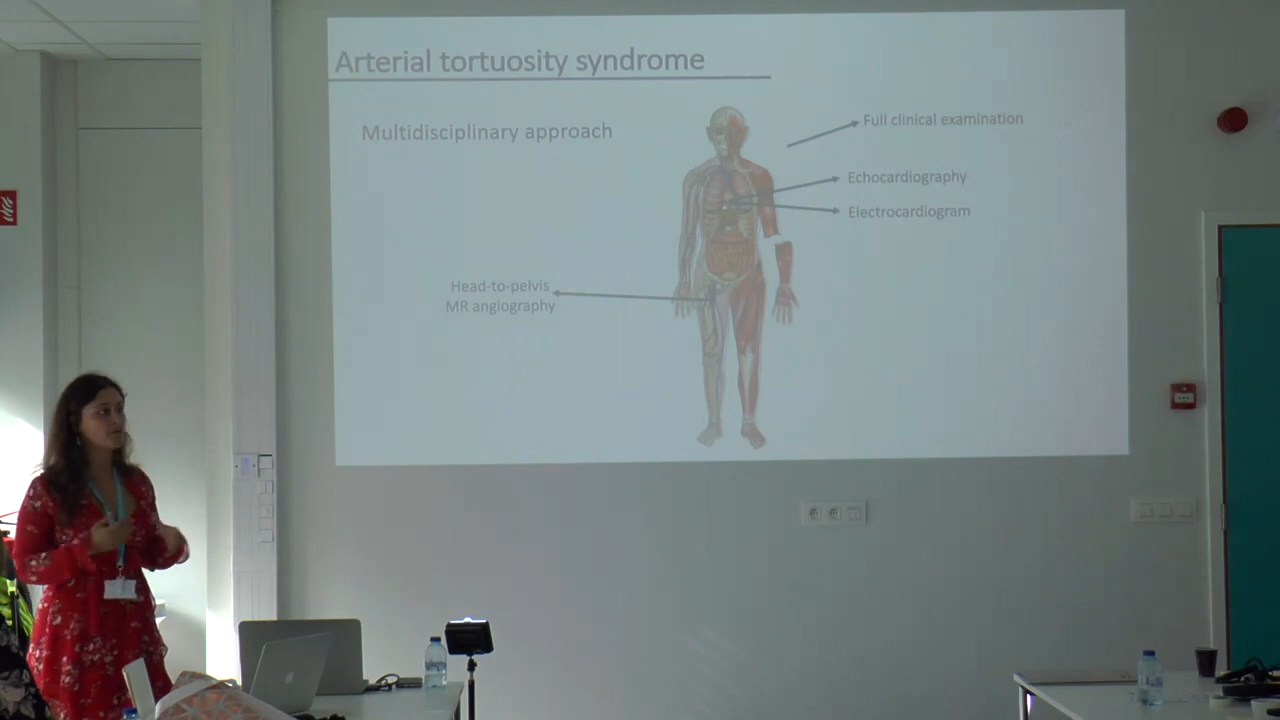 Arterial tortuosity syndrome
Multidisciplinary approach
Full clinical examination
Echocardiography
Electrocardiogram
Head-to-pelvis
MR angiography